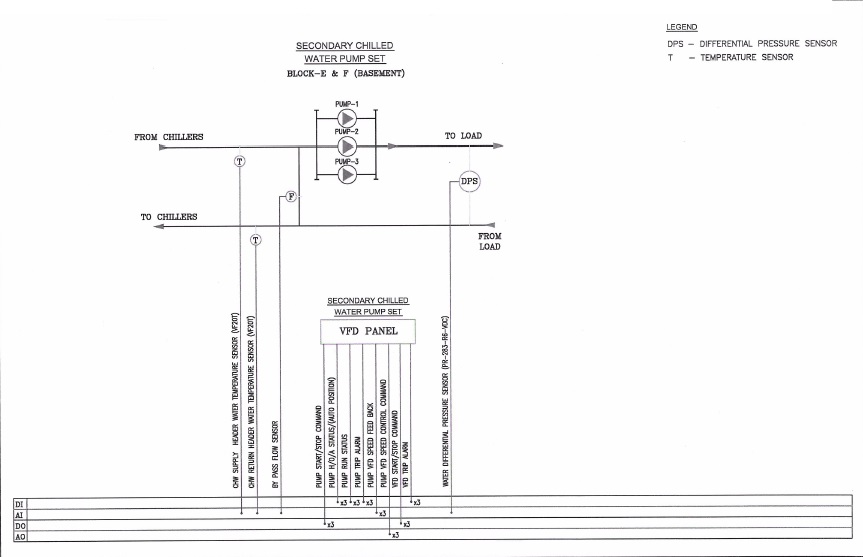 LEGEND
DPS – DIFFERENTIAL PRESSURE SENSOR
T – TEMPERATURE SENSOR
SECONDARY CHILLED
WATER PUMP SET
BLOCK-E & F (BASEMENT)
PUMP-1
PUMP-2
PUMP-3
FROM CHILLERS
TO LOAD
T
DPS
F
TO CHILLERS
T
FROM
LOAD
SECONDARY CHILLED
WATER PUMP SET
VFD PANEL
CHW SUPPLY HEADER WATER TEMPERATURE SENSOR (VF20T)
CHW RETURN HEADER WATER TEMPERATURE SENSOR (VF20T)
BY PASS FLOW SENSOR
PUMP START/STOP COMMAND
PUMP H/O/A STATUS/(AUTO POSITION)
PUMP RUN STATUS
PUMP TRIP ALARM
PUMP VFD SPEED FEED BACK
PUMP VFD SPEED CONTROL COMMAND
VFD START/STOP COMMAND
VFD TRIP ALARM
WATER DIFFERENTIAL PRESSURE SENSOR (PR-283-R6-VDC)
DI
x3 x3 x3 x3
AI
x3
DO
x3 x3
AO
x3